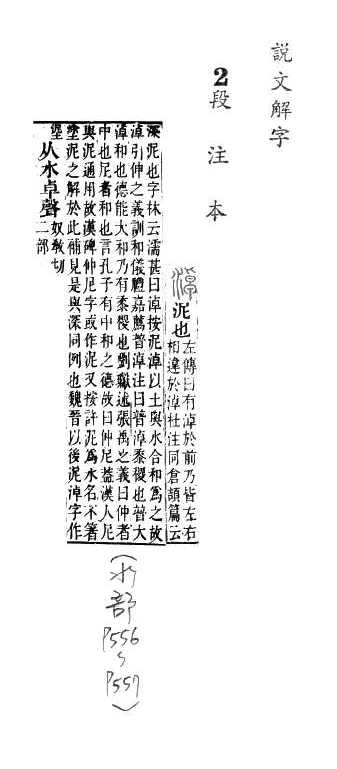 説文解字
2段注本
淖 泥也
左傳曰有淖於前乃皆左右
相違於淖杜注同倉頡篇云
深泥也字林云濡甚曰淖按泥淖以土與水合和爲之故
淖引伸之義訓和儀禮嘉薦普淖注曰普淖黍稷也普大
淖和也德能大和乃有黍稷也劉瓛述張禹之義曰仲者
中也尼者和也言孔子有中和之德故曰仲尼葢漢人尼
與泥通用故漢碑仲尼字或作泥又按許泥爲水名不箸
塗泥之解於此補見是與深同例也魏晉以後泥淖字作
埿
从水卓聲
奴教切
二部
(水部
P556
~
P557)